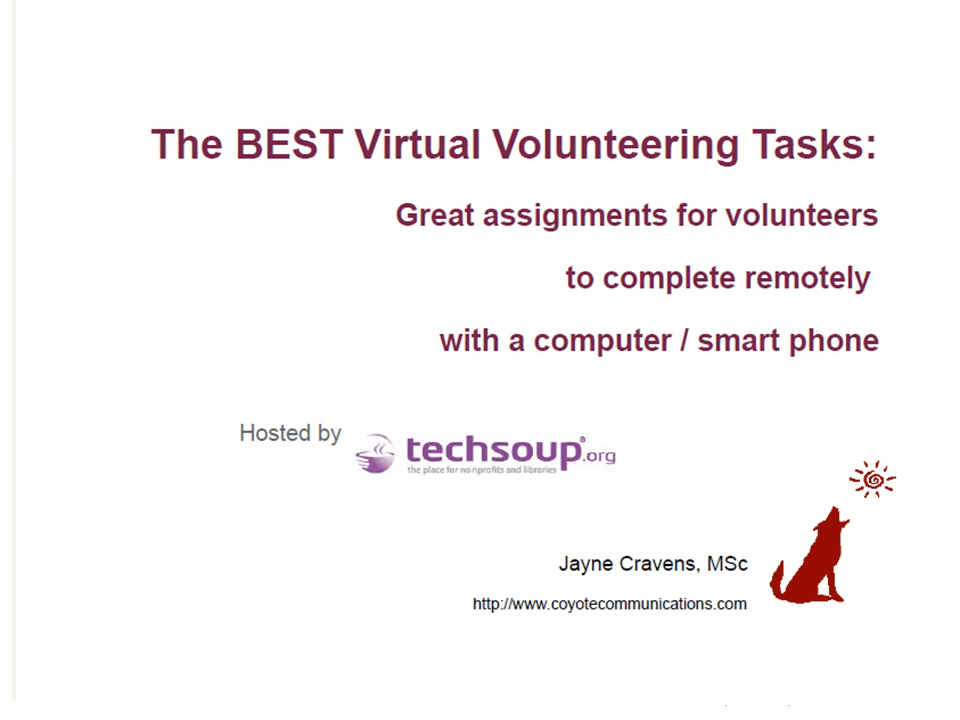 The BEST Virtual Volunteering Tasks:
Great assignments for volunteers
to complete remotely
with a computer / smart phone
Hosted by
techsoup®.org
the place for nonprofits and libraries
Jayne Cravens, MSc
http://www.coyotecommunications.com